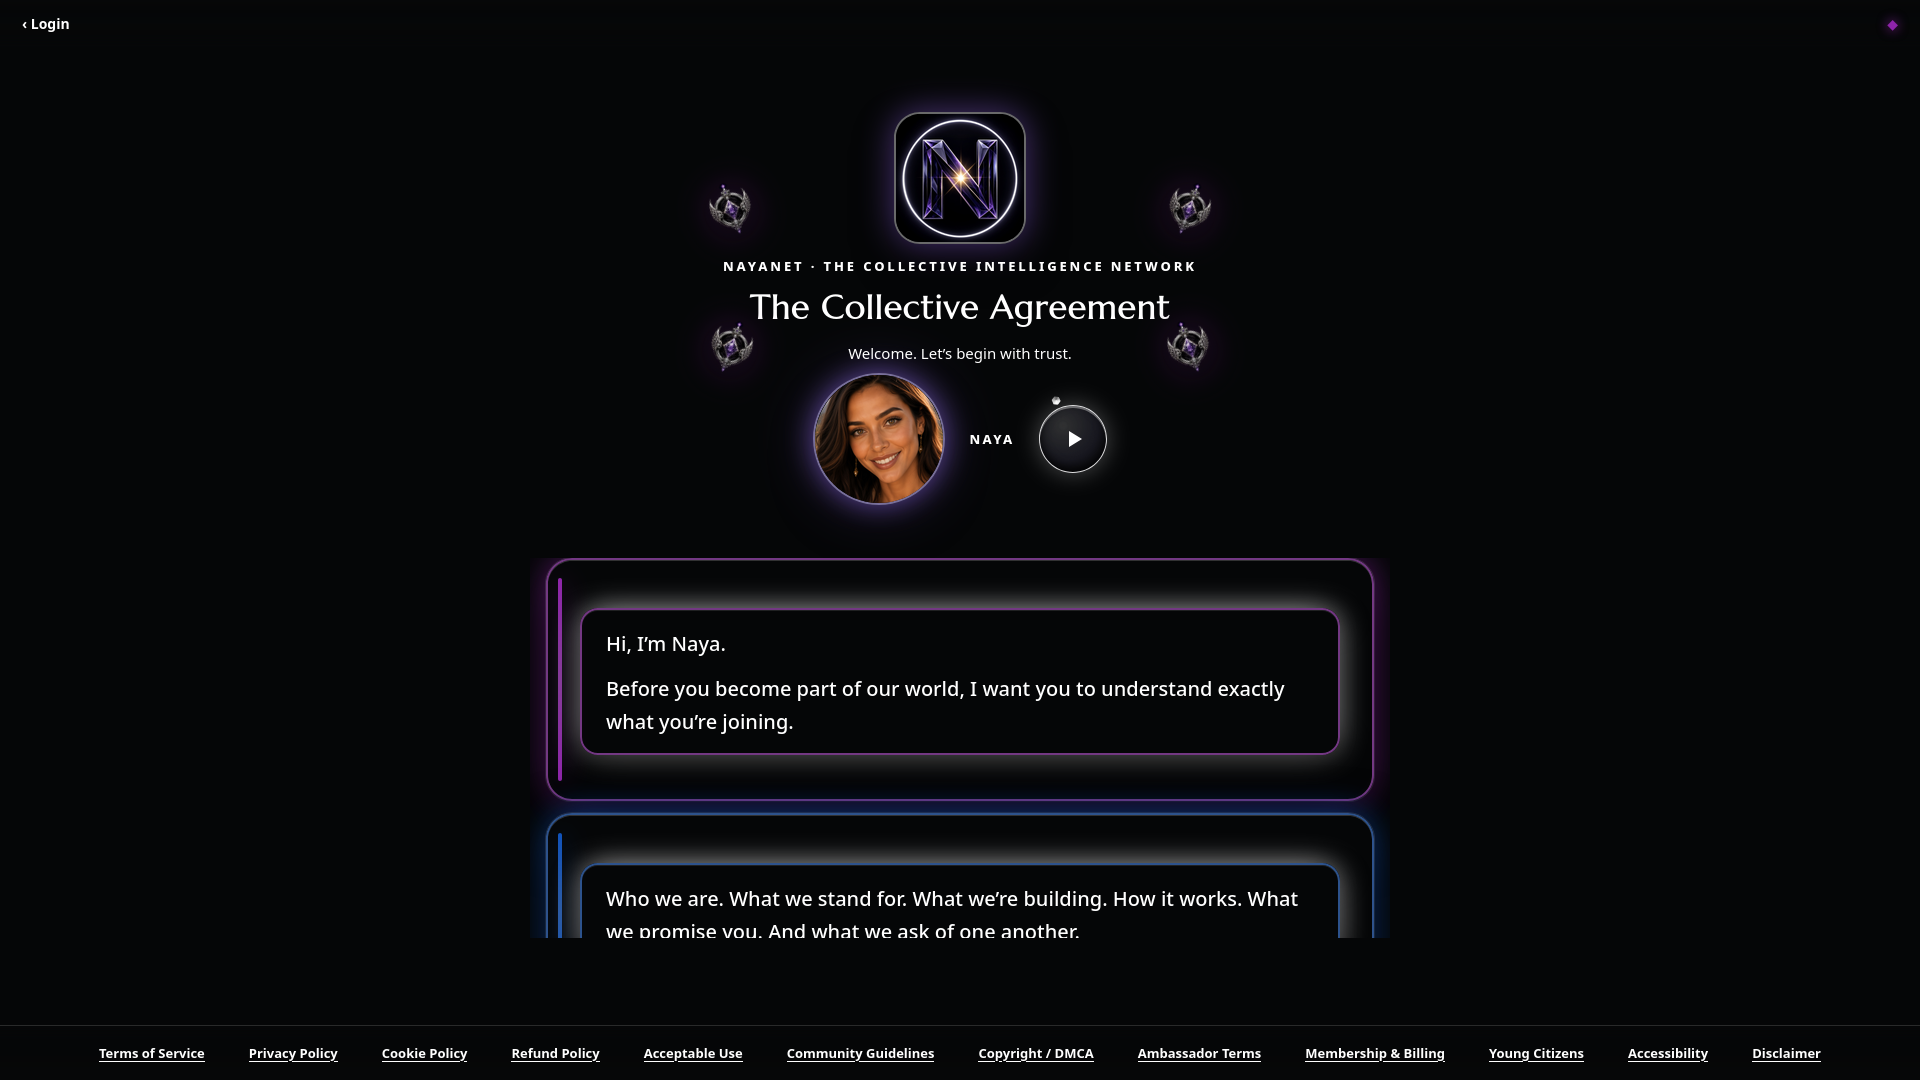 ‹ Login
N
NAYANET · THE COLLECTIVE INTELLIGENCE NETWORK
The Collective Agreement
Welcome. Let’s begin with trust.
NAYA
Hi, I’m Naya.
Before you become part of our world, I want you to understand exactly
what you’re joining.
Who we are. What we stand for. What we’re building. How it works. What
we promise you. And what we ask of one another.
Terms of Service Privacy Policy Cookie Policy Refund Policy Acceptable Use Community Guidelines Copyright / DMCA Ambassador Terms Membership & Billing Young Citizens Accessibility Disclaimer